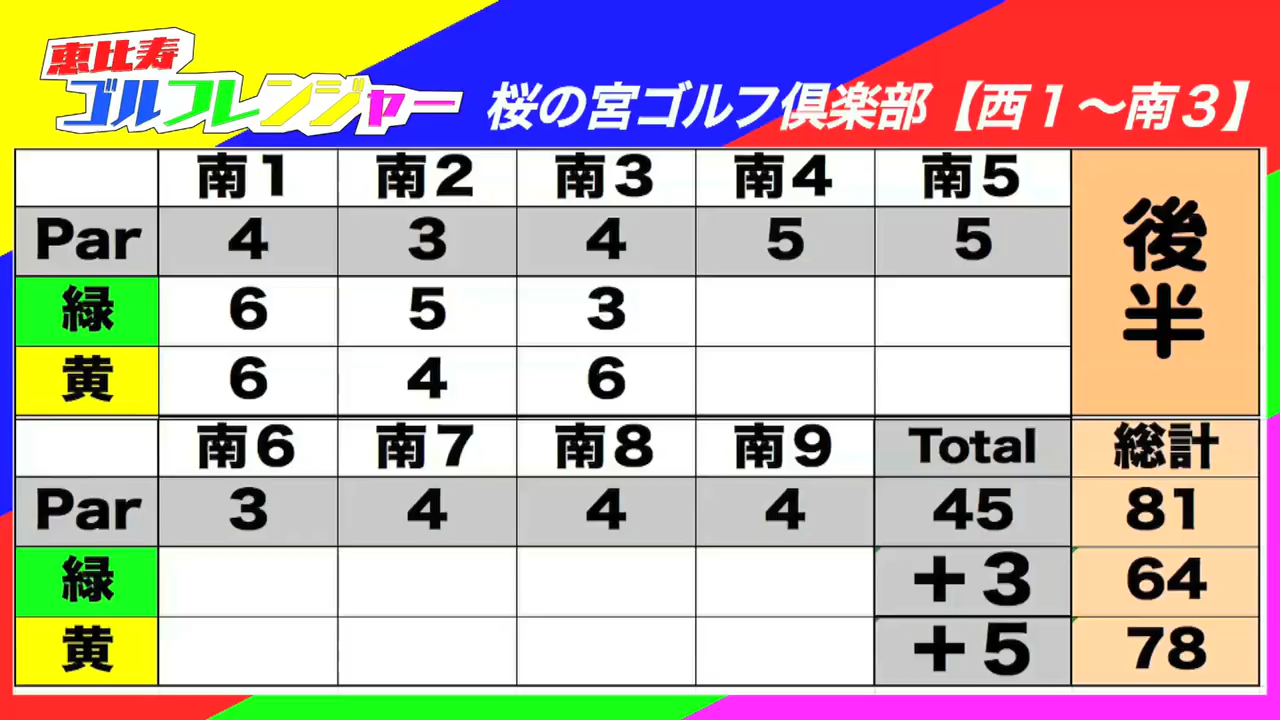 恵比寿
ゴルフレンジャー
桜の宮ゴルフ倶楽部【西１～南３】
南１ 南２ 南３ 南４ 南５ 後半
Par 4 3 4 5 5
緑 6 5 3
黄 6 4 6
南６ 南７ 南８ 南９ Total 総計
Par 3 4 4 4 45 81
緑 ＋３ 64
黄 ＋５ 78